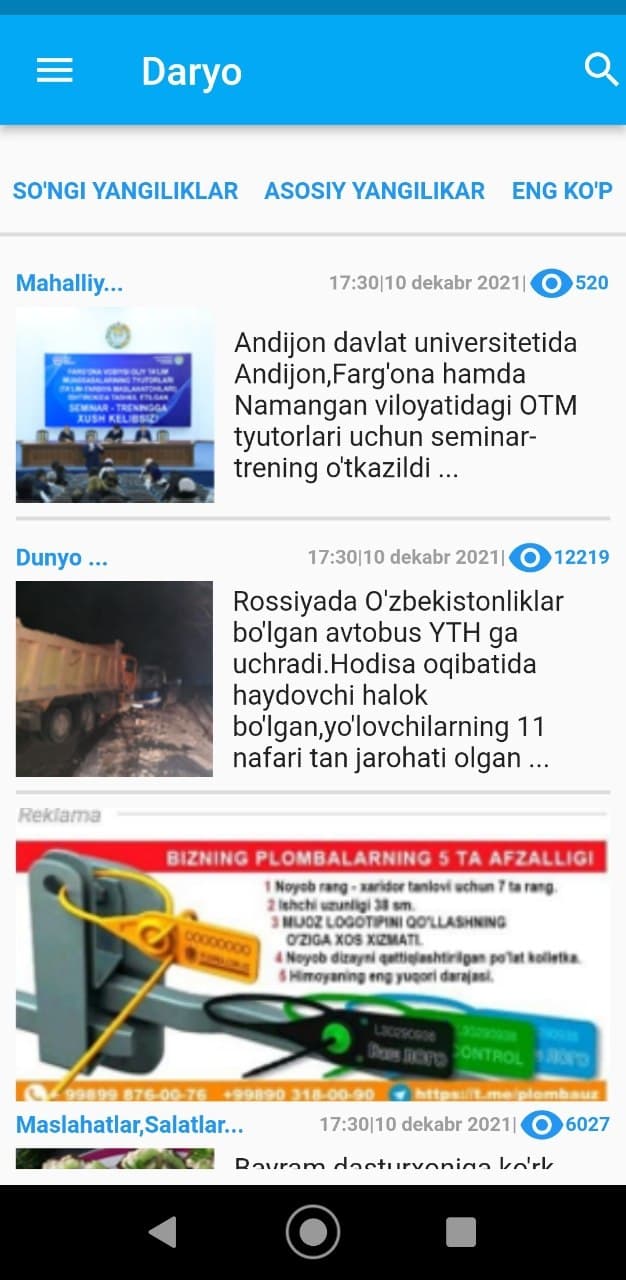 Daryo
SO'NGI YANGILIKLAR ASOSIY YANGILIKAR ENG KO'P
Mahalliy... 17:30|10 dekabr 2021| 520
FARG'ONA VODIYSI OLIY TA'LIM
MUASSASALARINING TYUTORLARI
(TA'LIM-TARBIYA MASLAHATCHILARI)
ISHTIROKIDA TASHKIL ETILGAN
SEMINAR - TRENINGGA
XUSH KELIBSIZ!
Andijon davlat universitetida
Andijon,Farg'ona hamda
Namangan viloyatidagi OTM
tyutorlari uchun seminar-
trening o'tkazildi ...
Dunyo ... 17:30|10 dekabr 2021| 12219
Rossiyada O'zbekistonliklar
bo'lgan avtobus YTH ga
uchradi.Hodisa oqibatida
haydovchi halok
bo'lgan,yo'lovchilarning 11
nafari tan jarohati olgan ...
Reklama
BIZNING PLOMBALARNING 5 TA AFZALLIGI
1 Noyob rang - xaridor tanlovi uchun 7 ta rang.
2 Ishchi uzunligi 38 sm.
3 MIJOZ LOGOTIPINI QO'LLASHNING
O'ZIGA XOS XIZMATI.
4 Noyob dizayni qattiqlashtirilgan po'lat kolletka.
5 Himoyaning eng yuqori darajasi.
CONTROL
+99899 876-00-76 +99890 318-00-90 https://t.me/plombauz
Maslahatlar,Salatlar... 17:30|10 dekabr 2021| 6027
Bayram dasturxoniga ko'rk